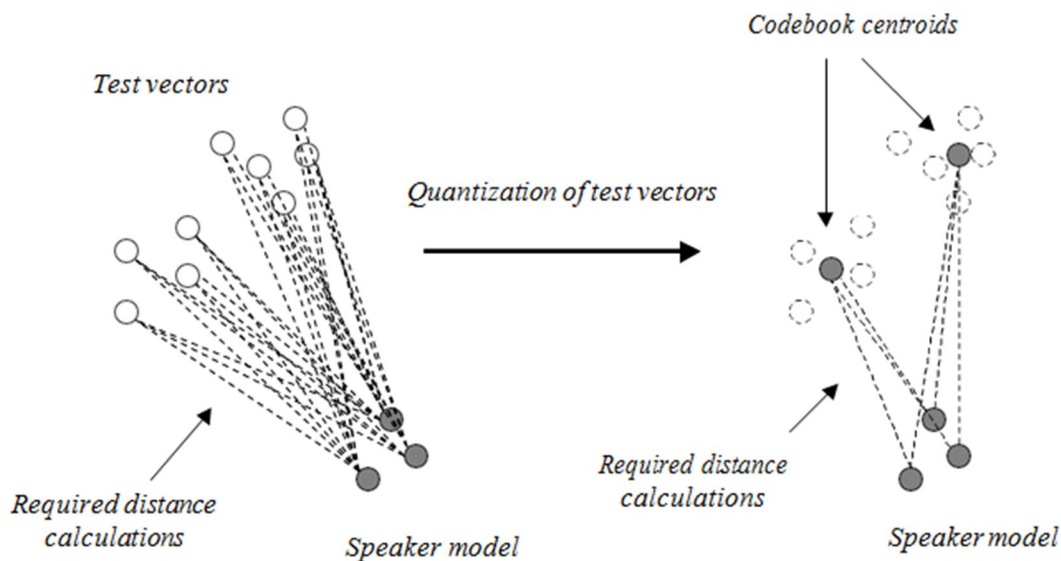 Test vectors
Required distance
calculations
Speaker model
Quantization of test vectors
Codebook centroids
Required distance
calculations
Speaker model